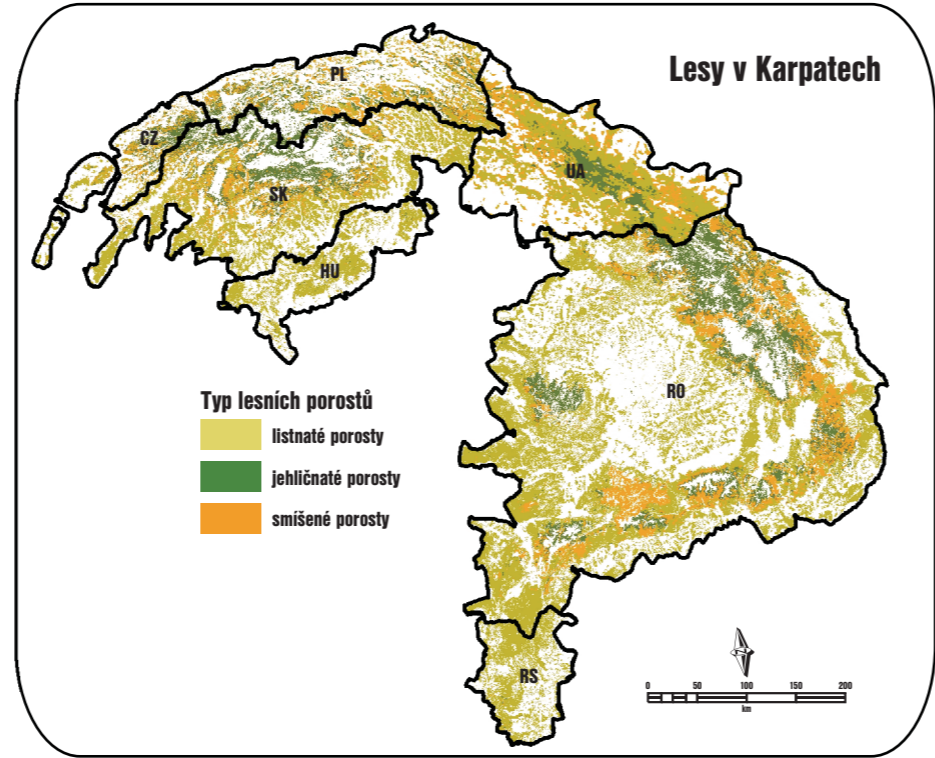 Lesy v Karpatech
PL
CZ
SK
UA
HU
RO
RS
Typ lesních porostů
listnaté porosty
jehličnaté porosty
smíšené porosty
0 50 100 150 200
km